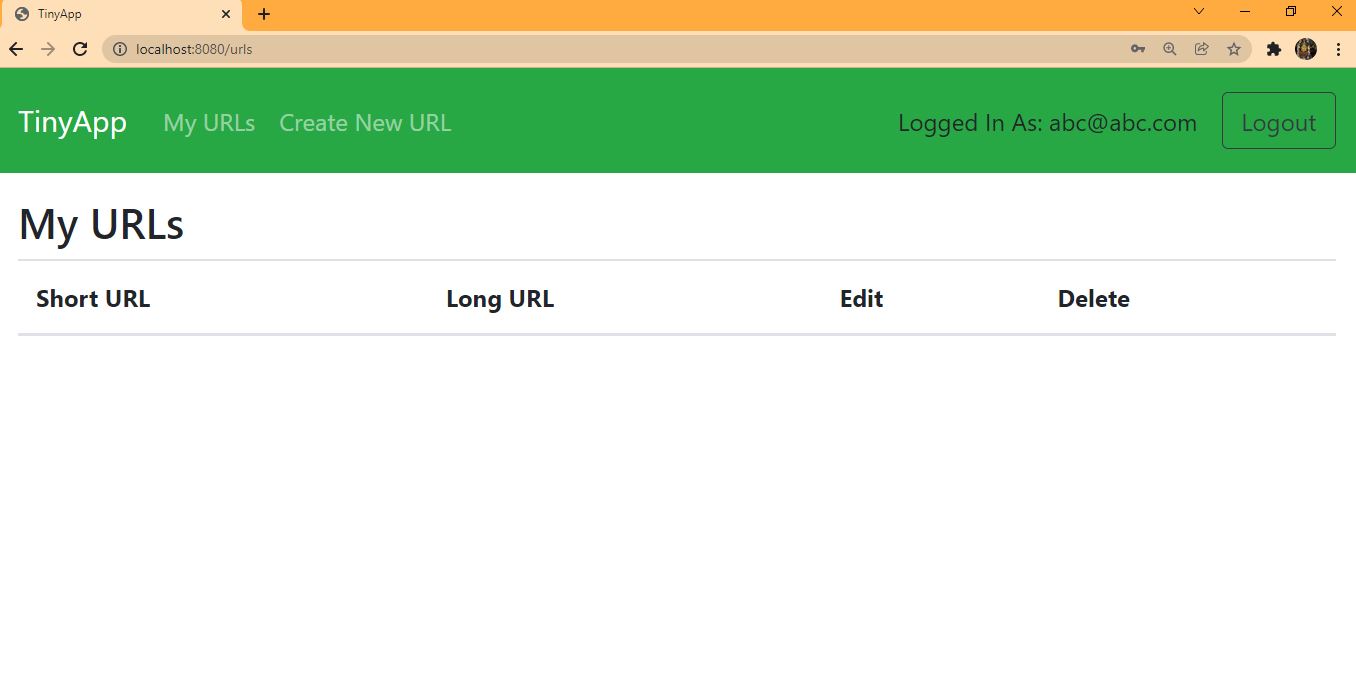 TinyApp
localhost:8080/urls
TinyApp My URLs Create New URL Logged In As: abc@abc.com Logout
My URLs
Short URL Long URL Edit Delete